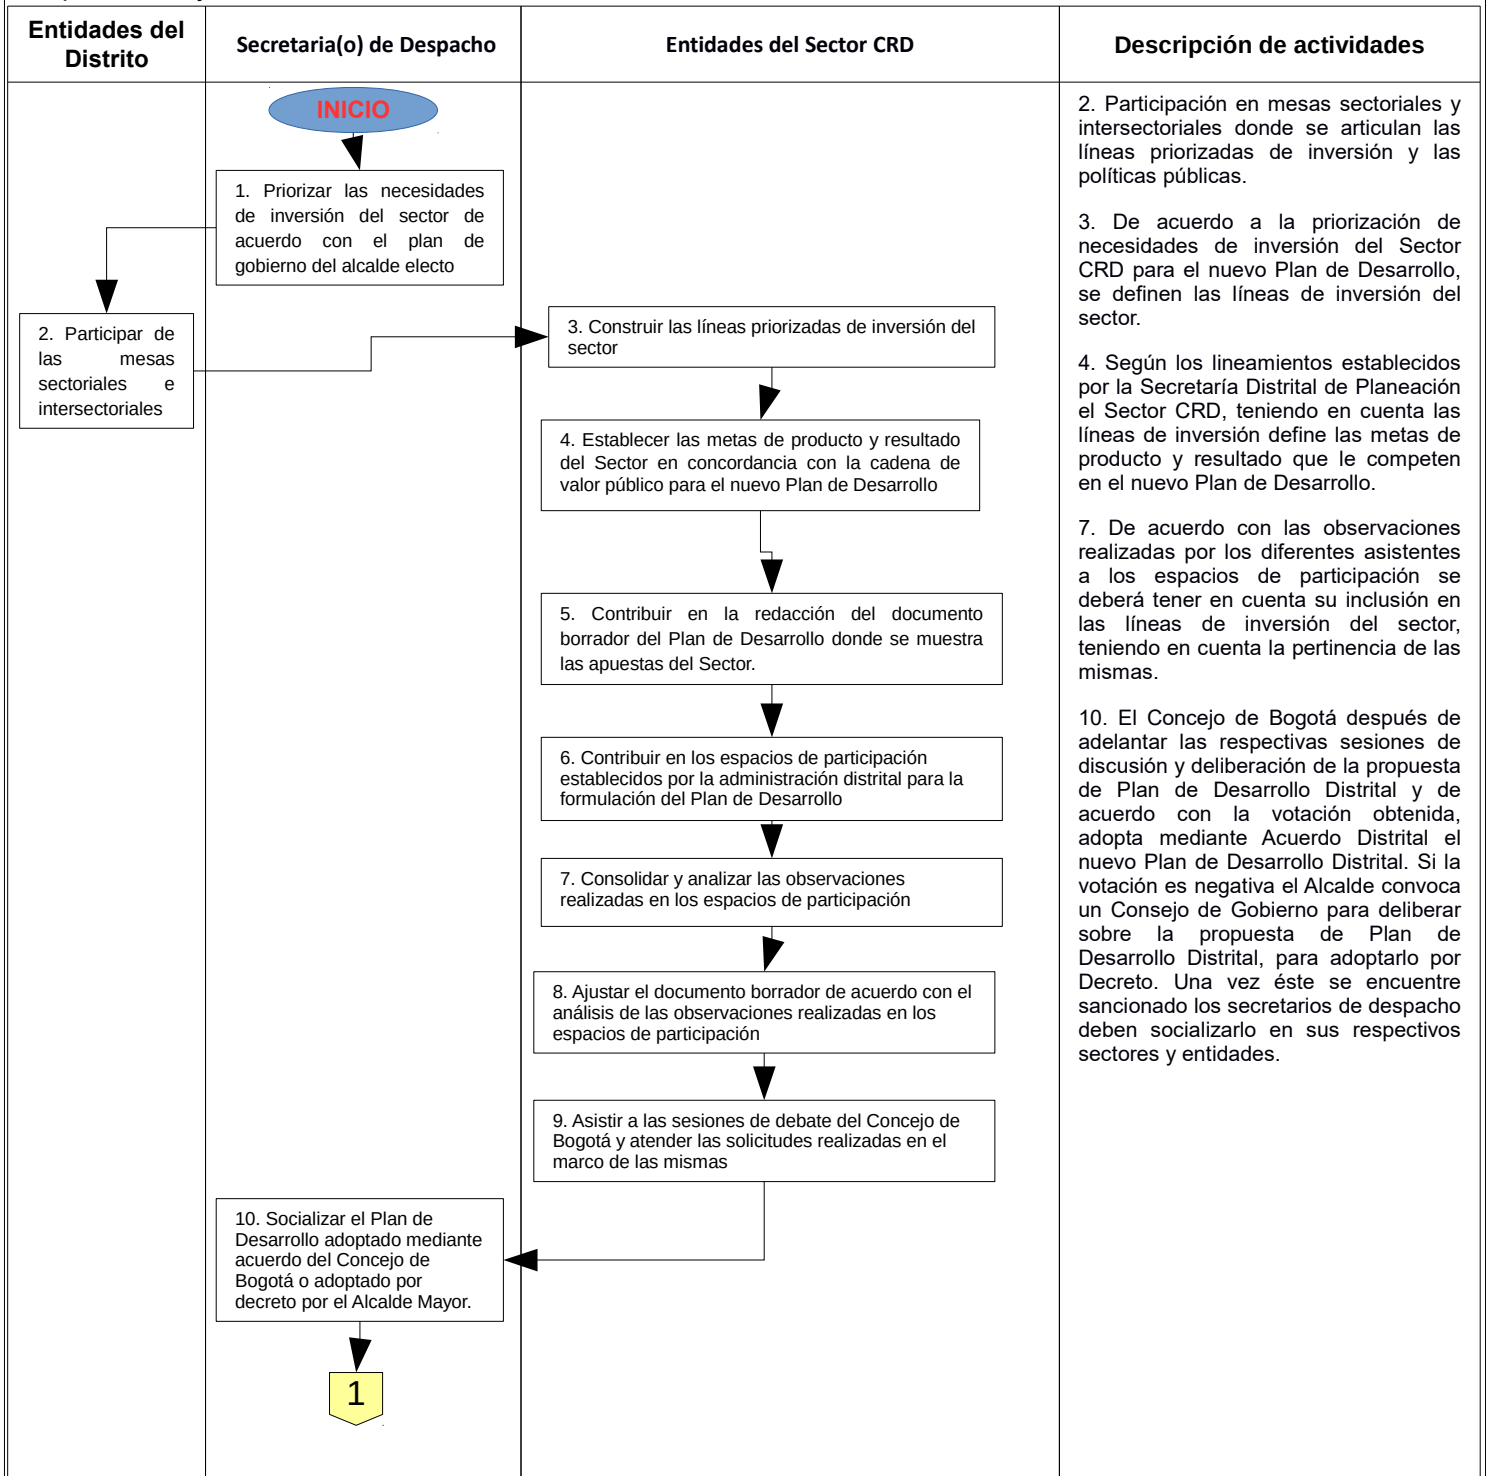 Entidades del
Distrito
Secretaria(o) de Despacho
Entidades del Sector CRD
Descripción de actividades
INICIO
1. Priorizar las necesidades
de inversión del sector de
acuerdo con el plan de
gobierno del alcalde electo
2. Participar de
las mesas
sectoriales e
intersectoriales
3. Construir las líneas priorizadas de inversión del
sector
4. Establecer las metas de producto y resultado
del Sector en concordancia con la cadena de
valor público para el nuevo Plan de Desarrollo
5. Contribuir en la redacción del documento
borrador del Plan de Desarrollo donde se muestra
las apuestas del Sector.
6. Contribuir en los espacios de participación
establecidos por la administración distrital para la
formulación del Plan de Desarrollo
7. Consolidar y analizar las observaciones
realizadas en los espacios de participación
8. Ajustar el documento borrador de acuerdo con el
análisis de las observaciones realizadas en los
espacios de participación
9. Asistir a las sesiones de debate del Concejo de
Bogotá y atender las solicitudes realizadas en el
marco de las mismas
10. Socializar el Plan de
Desarrollo adoptado mediante
acuerdo del Concejo de
Bogotá o adoptado por
decreto por el Alcalde Mayor.
1
2. Participación en mesas sectoriales y
intersectoriales donde se articulan las
líneas priorizadas de inversión y las
políticas públicas.
3. De acuerdo a la priorización de
necesidades de inversión del Sector
CRD para el nuevo Plan de Desarrollo,
se definen las líneas de inversión del
sector.
4. Según los lineamientos establecidos
por la Secretaría Distrital de Planeación
el Sector CRD, teniendo en cuenta las
líneas de inversión define las metas de
producto y resultado que le competen
en el nuevo Plan de Desarrollo.
7. De acuerdo con las observaciones
realizadas por los diferentes asistentes
a los espacios de participación se
deberá tener en cuenta su inclusión en
las líneas de inversión del sector,
teniendo en cuenta la pertinencia de las
mismas.
10. El Concejo de Bogotá después de
adelantar las respectivas sesiones de
discusión y deliberación de la propuesta
de Plan de Desarrollo Distrital y de
acuerdo con la votación obtenida,
adopta mediante Acuerdo Distrital el
nuevo Plan de Desarrollo Distrital. Si la
votación es negativa el Alcalde convoca
un Consejo de Gobierno para deliberar
sobre la propuesta de Plan de
Desarrollo Distrital, para adoptarlo por
Decreto. Una vez éste se encuentre
sancionado los secretarios de despacho
deben socializarlo en sus respectivos
sectores y entidades.